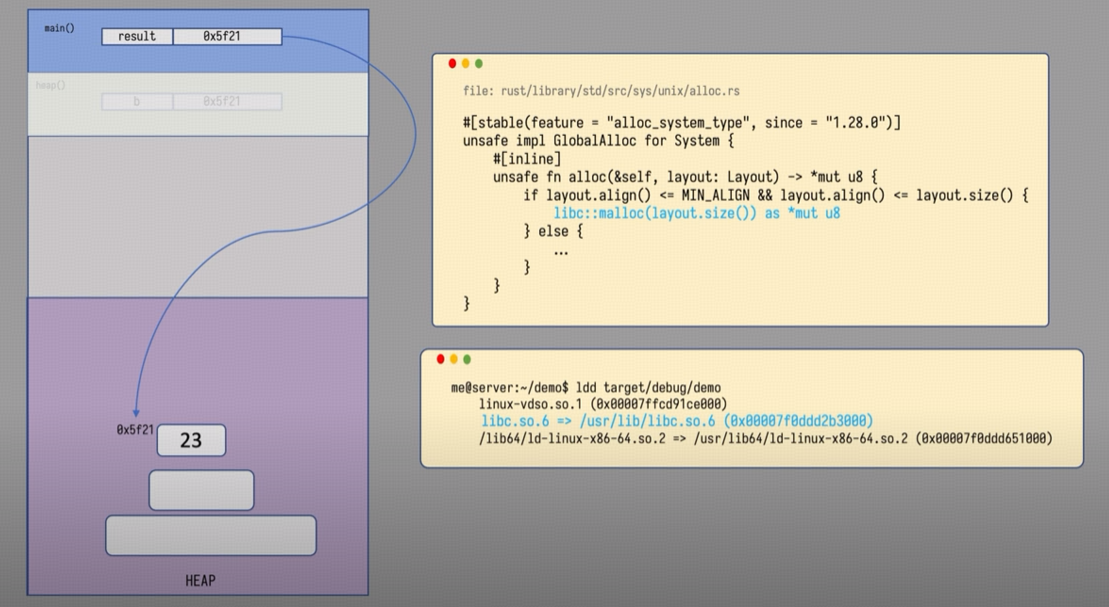 main()
result 0x5f21
heap()
b 0x5f21
0x5f21
23
HEAP
file: rust/library/std/src/sys/unix/alloc.rs
#[stable(feature = "alloc_system_type", since = "1.28.0")]
unsafe impl GlobalAlloc for System {
    #[inline]
    unsafe fn alloc(&self, layout: Layout) -> *mut u8 {
        if layout.align() <= MIN_ALIGN && layout.align() <= layout.size() {
            libc::malloc(layout.size()) as *mut u8
        } else {
            ...
        }
    }
}
me@server:~/demo$ ldd target/debug/demo
    linux-vdso.so.1 (0x00007ffcd91ce000)
    libc.so.6 => /usr/lib/libc.so.6 (0x00007f0ddd2b3000)
    /lib64/ld-linux-x86-64.so.2 => /usr/lib64/ld-linux-x86-64.so.2 (0x00007f0ddd651000)